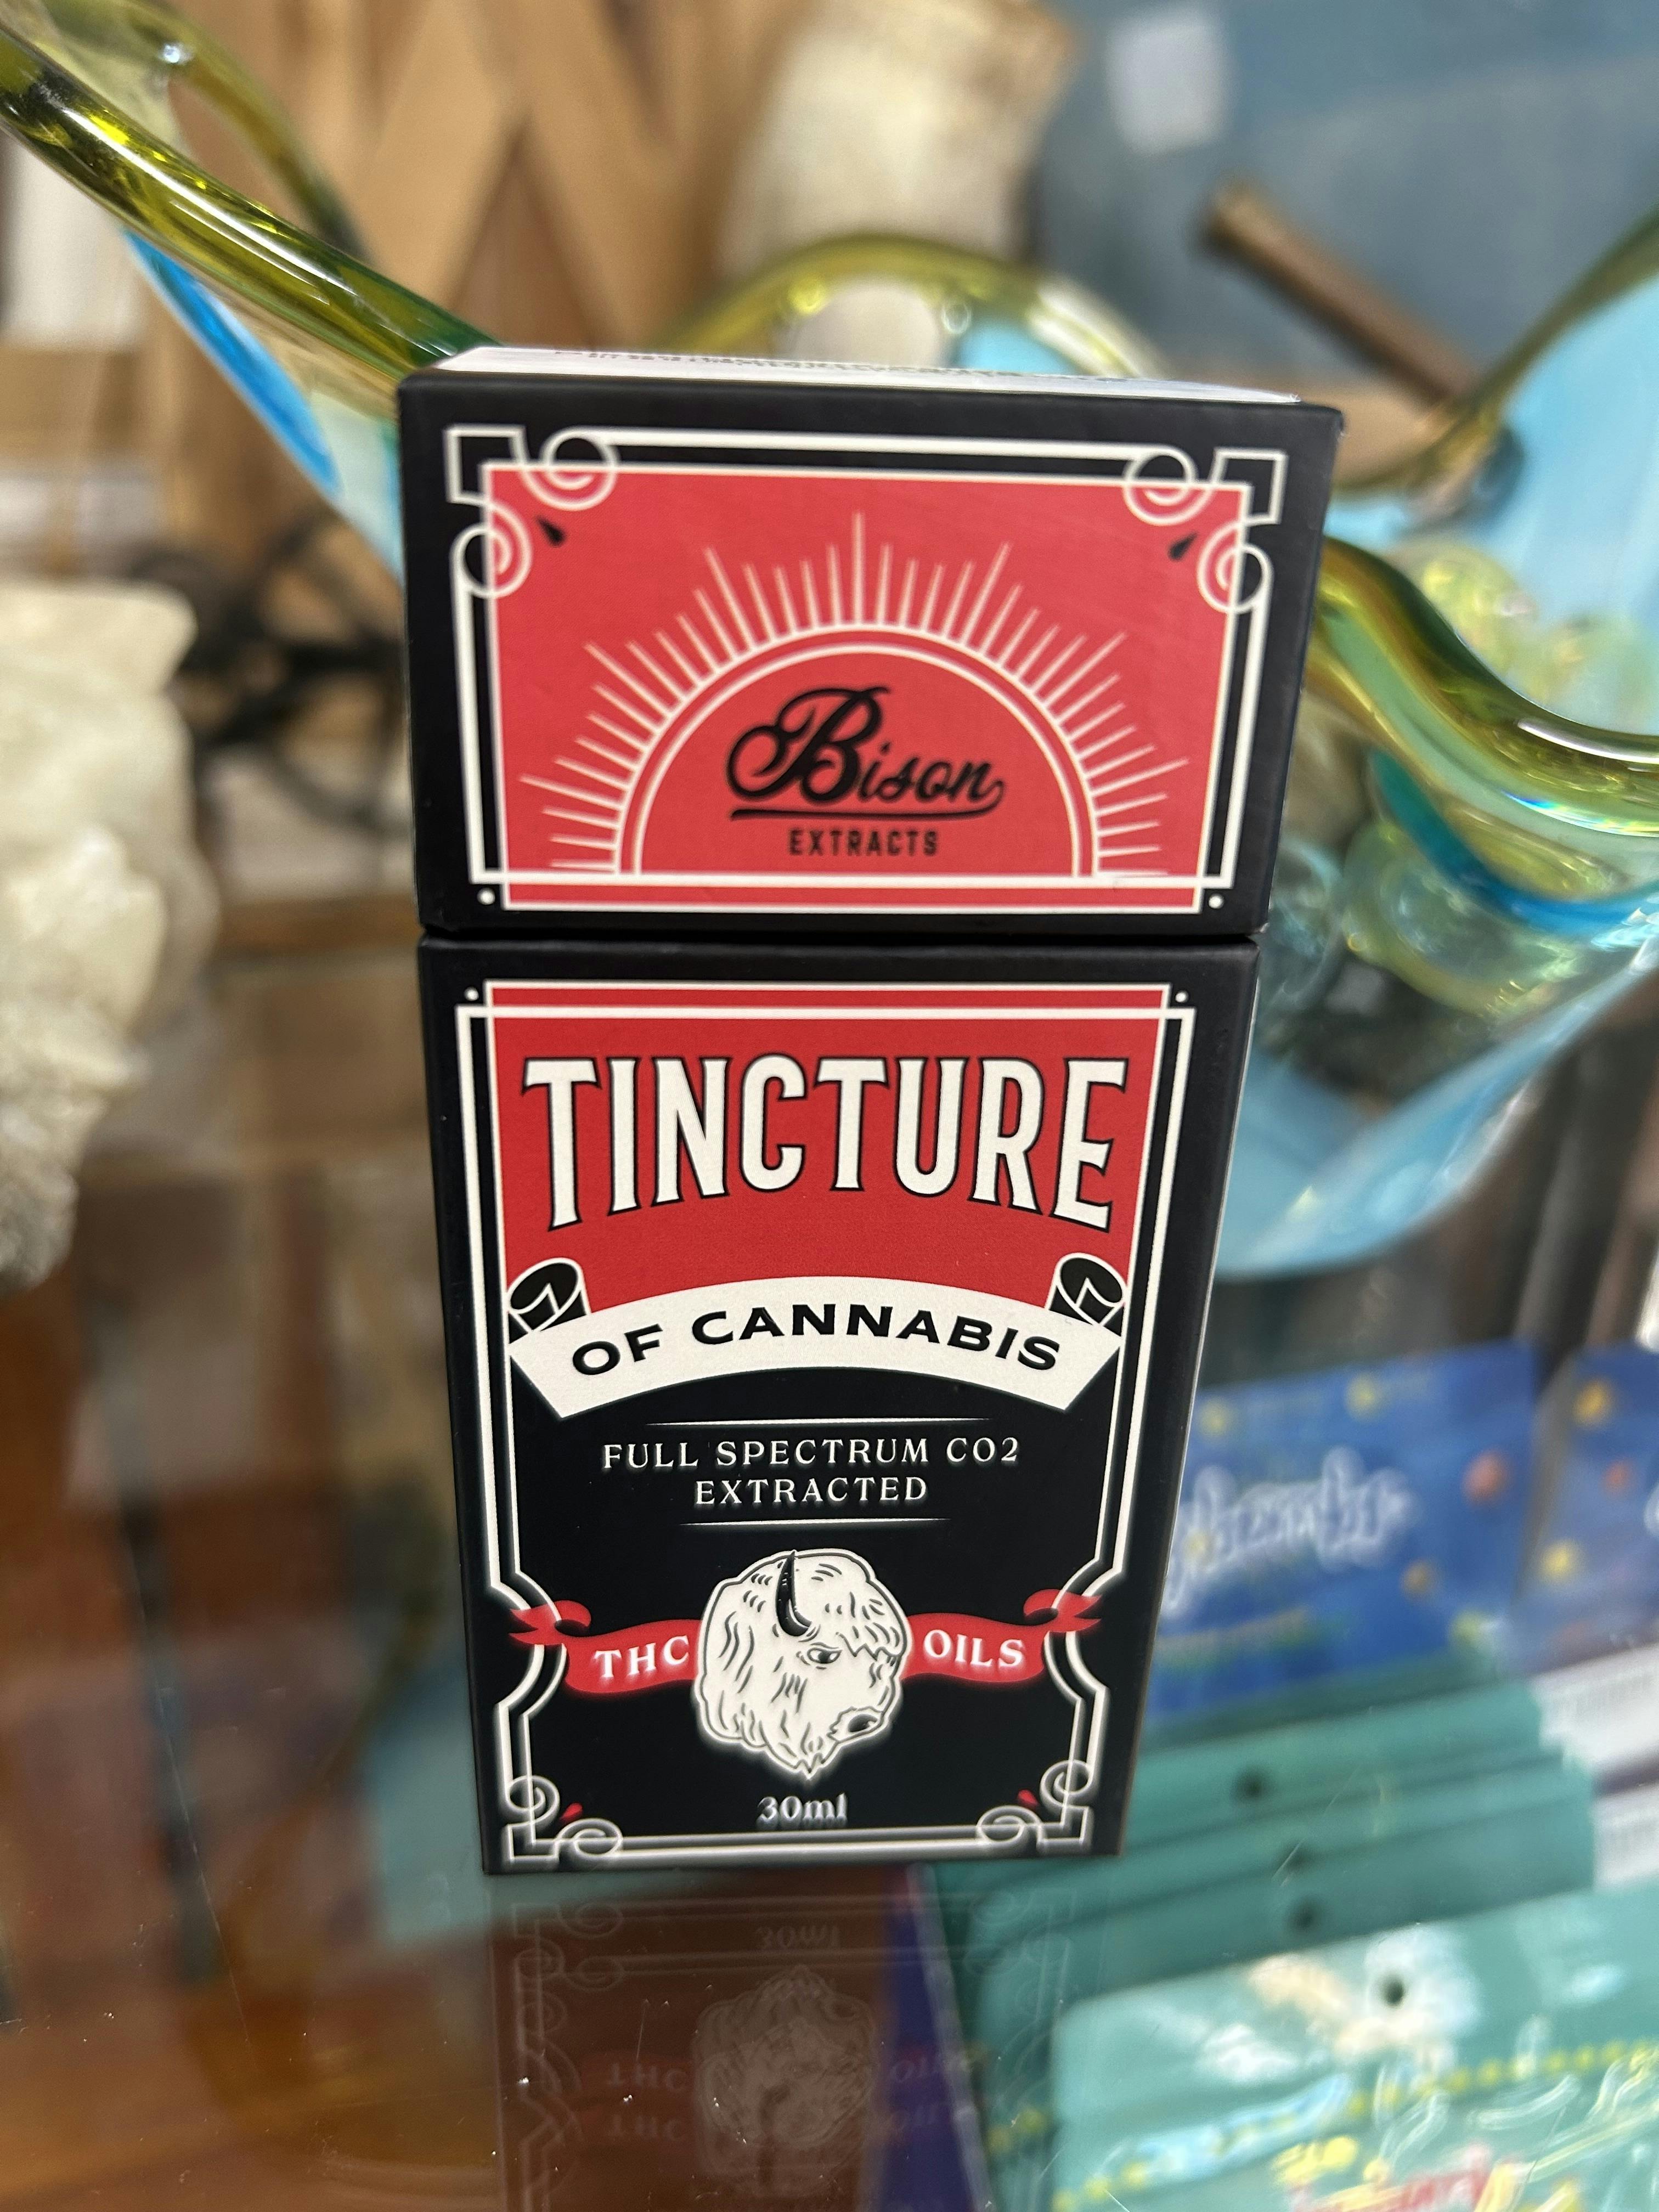 Bison
EXTRACTS
TINCTURE
OF CANNABIS
FULL SPECTRUM CO2
EXTRACTED
THC OILS
30ml